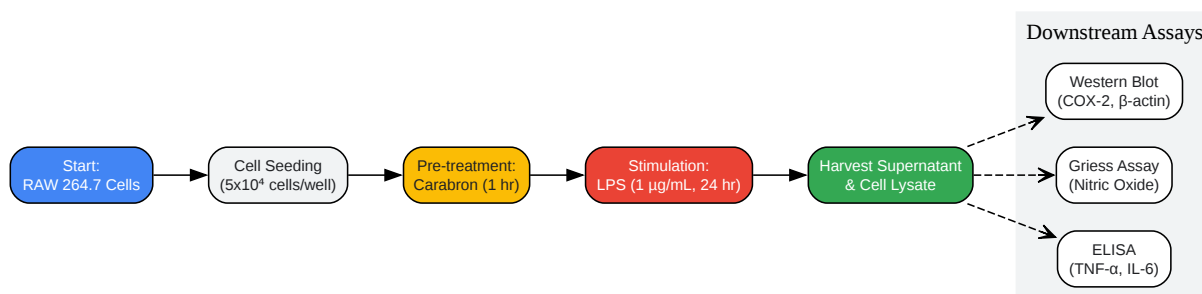 Start:
RAW 264.7 Cells
Cell Seeding
(5x10⁴ cells/well)
Pre-treatment:
Carabron (1 hr)
Stimulation:
LPS (1 µg/mL, 24 hr)
Harvest Supernatant
& Cell Lysate
Downstream Assays
Western Blot
(COX-2, β-actin)
Griess Assay
(Nitric Oxide)
ELISA
(TNF-α, IL-6)